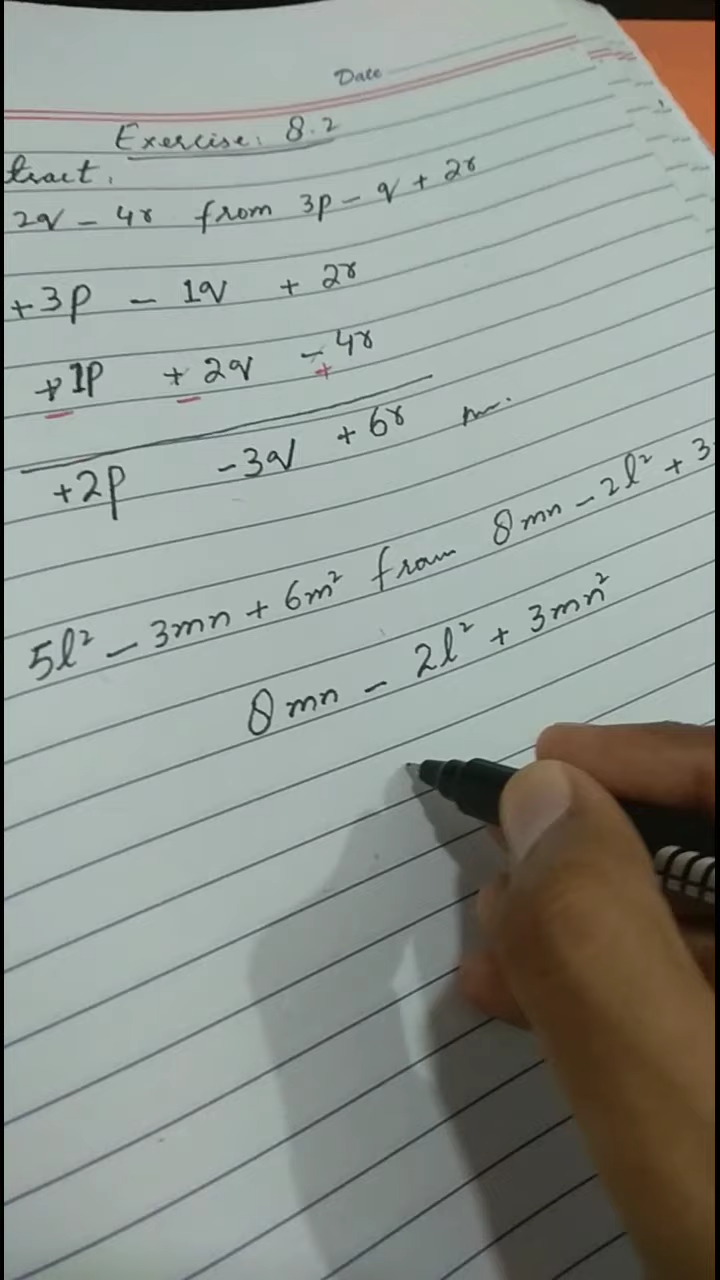 Date
Exercise: 8.2
tract.
2q - 4r from 3p - q + 2r
+3p - 1q + 2r
+1p + 2q - 4r
- - +
+2p -3q + 6r
5l² - 3mn + 6m² from 8mn - 2l² + 3
8mn - 2l² + 3mn²